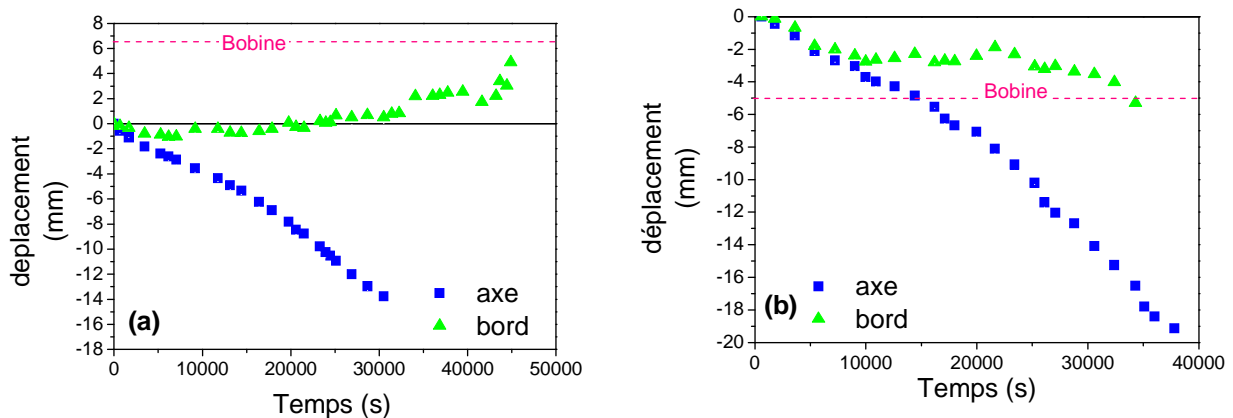 8
6
4
2
0
-2
-4
-6
-8
-10
-12
-14
-16
-18
0 10000 20000 30000 40000 50000
Temps (s)
deplacement
(mm)
Bobine
axe
bord
(a)
0
-2
-4
-6
-8
-10
-12
-14
-16
-18
-20
0 10000 20000 30000 40000
Temps (s)
déplacement
(mm)
Bobine
axe
bord
(b)